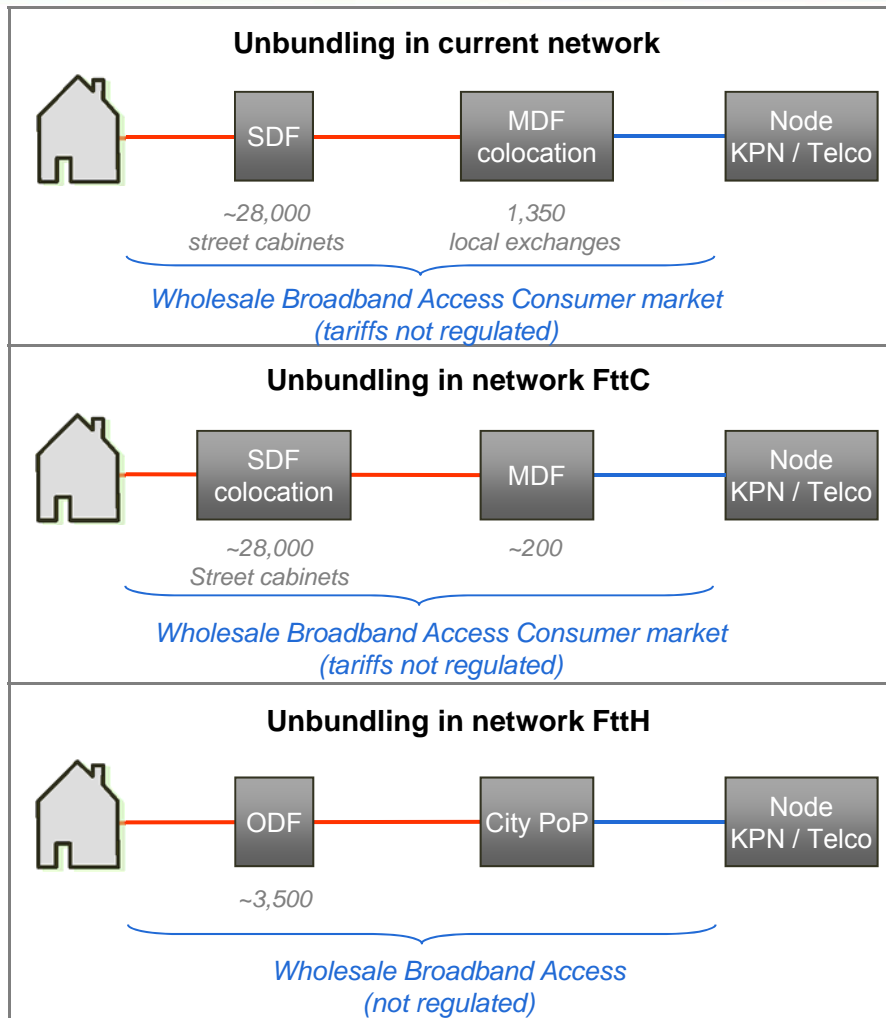 Unbundling in current network
SDF
MDF
colocation
Node
KPN / Telco
~28,000
street cabinets
1,350
local exchanges
Wholesale Broadband Access Consumer market
(tariffs not regulated)
Unbundling in network FttC
SDF
colocation
MDF
Node
KPN / Telco
~28,000
Street cabinets
~200
Wholesale Broadband Access Consumer market
(tariffs not regulated)
Unbundling in network FttH
ODF
City PoP
Node
KPN / Telco
~3,500
Wholesale Broadband Access
(not regulated)